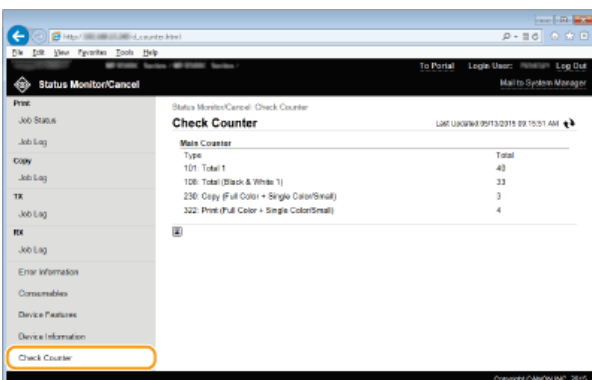 File Edit View Favorites Tools Help
To Portal Login User: Log Out
Status Monitor/Cancel
Mail to System Manager
Print
Job Status
Job Log
Copy
Job Log
TX
Job Log
RX
Job Log
Error Information
Consumables
Device Features
Device Information
Check Counter
Status Monitor/Cancel: Check Counter
Check Counter
Last Updated:05/13/2015 09:15:51 AM
Main Counter
Type Total
101: Total 1 40
108: Total (Black & White 1) 33
230: Copy (Full Color + Single Color/Small) 3
322: Print (Full Color + Single Color/Small) 4
Copyright CANON INC. 2015